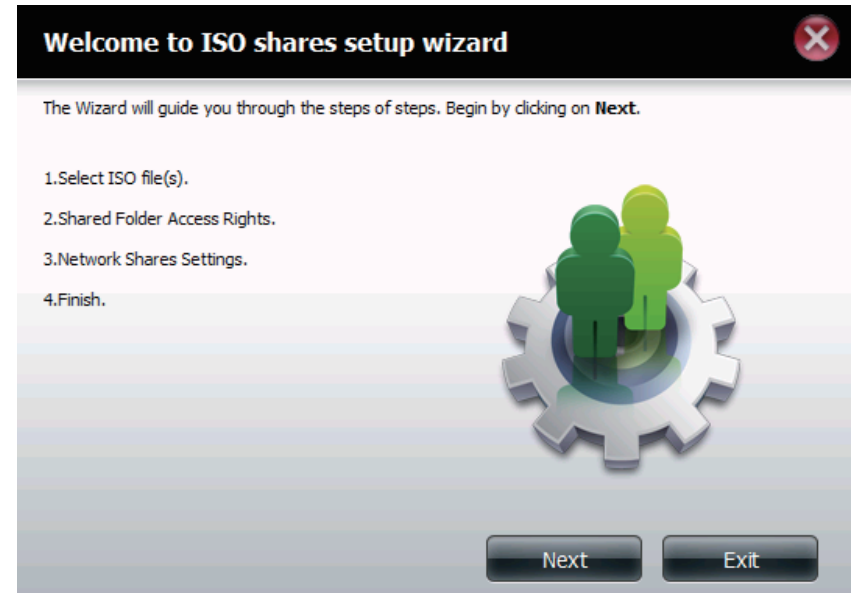 Welcome to ISO shares setup wizard
The Wizard will guide you through the steps of steps. Begin by clicking on Next.
1.Select ISO file(s).
2.Shared Folder Access Rights.
3.Network Shares Settings.
4.Finish.
Next Exit